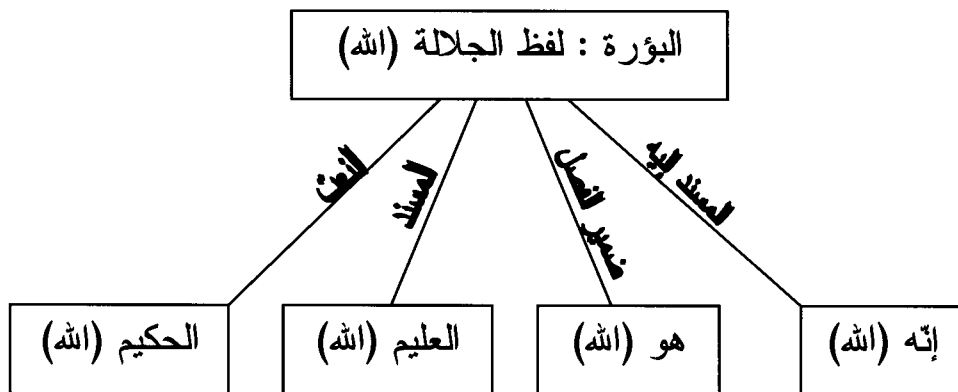 البؤرة : لفظ الجلالة (الله)
المسند إليه
ضمير الفصل
المسند
النعت
إنّه (الله)
هو (الله)
العليم (الله)
الحكيم (الله)